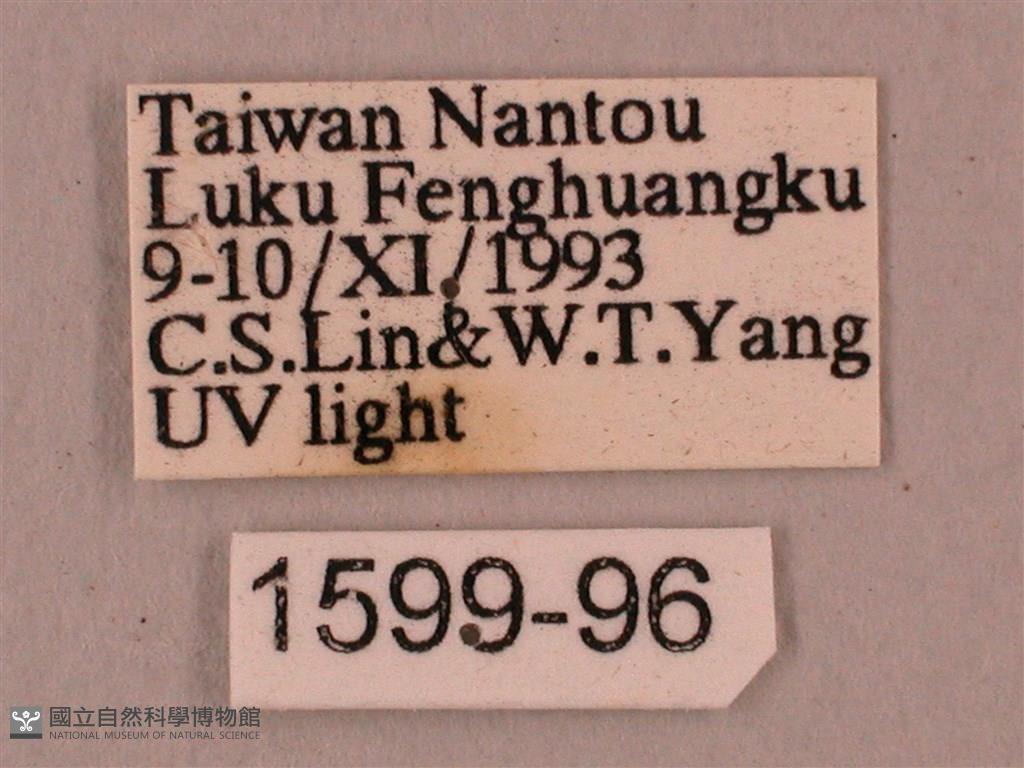 Taiwan Nantou
Luku Fenghuangku
9-10/XI/1993
C.S.Lin&W.T.Yang
UV light
1599-96
國立自然科學博物館
NATIONAL MUSEUM OF NATURAL SCIENCE